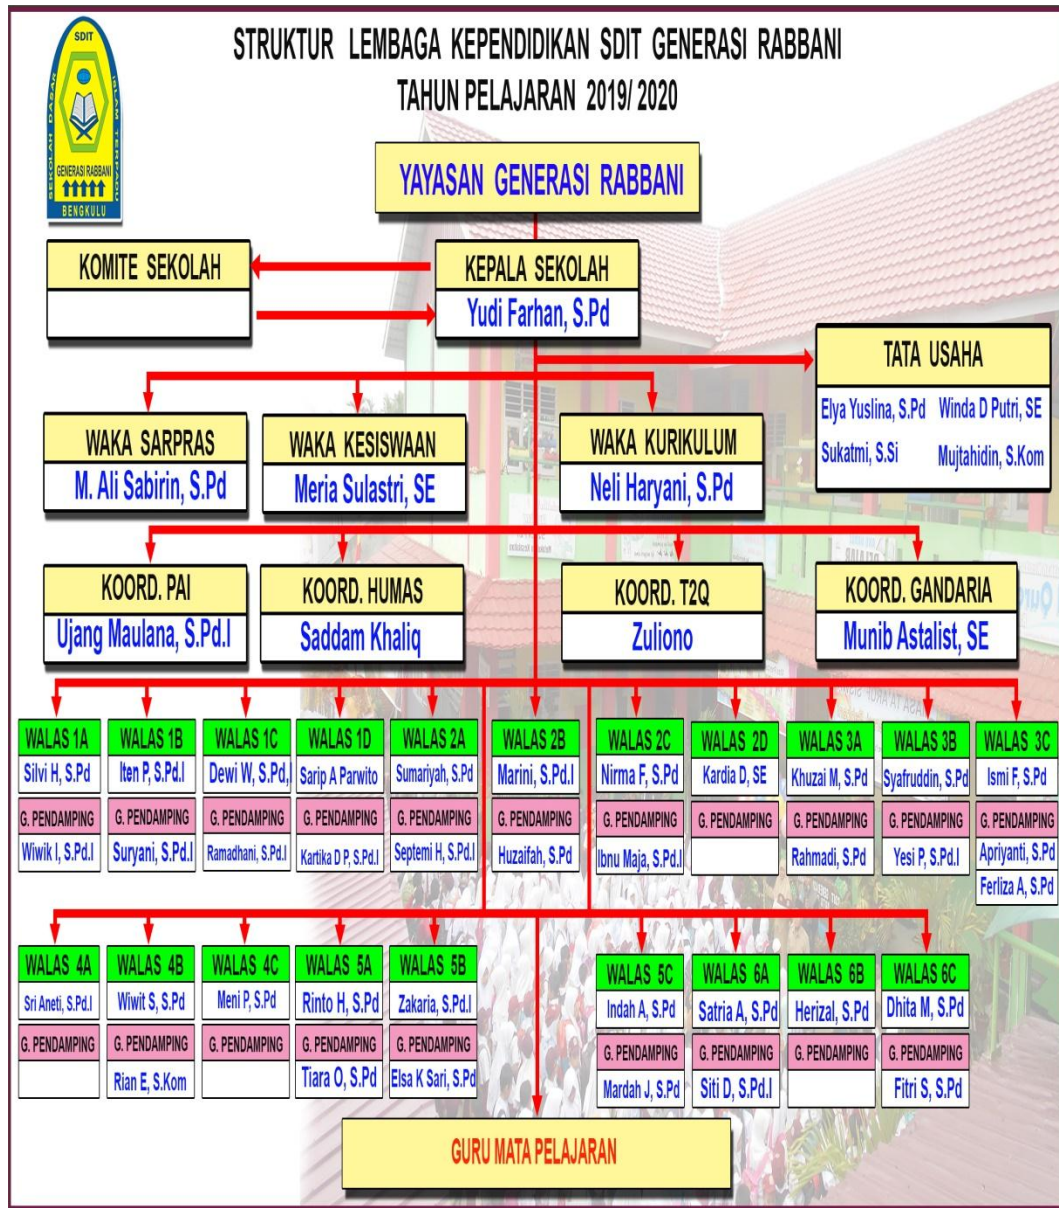 STRUKTUR LEMBAGA KEPENDIDIKAN SDIT GENERASI RABBANI
TAHUN PELAJARAN 2019/ 2020
SDIT
SEKOLAH DASAR
ISLAM TERPADU
GENERASI RABBANI
BENGKULU
YAYASAN GENERASI RABBANI
KOMITE SEKOLAH
KEPALA SEKOLAH
Yudi Farhan, S.Pd
TATA USAHA
Elya Yuslina, S.Pd Winda D Putri, SE
Sukatmi, S.Si Mujtahidin, S.Kom
WAKA SARPRAS
M. Ali Sabirin, S.Pd
WAKA KESISWAAN
Meria Sulastri, SE
WAKA KURIKULUM
Neli Haryani, S.Pd
KOORD. PAI
Ujang Maulana, S.Pd.I
KOORD. HUMAS
Saddam Khaliq
KOORD. T2Q
Zuliono
KOORD. GANDARIA
Munib Astalist, SE
WALAS 1A
Silvi H, S.Pd
G. PENDAMPING
Wiwik I, S.Pd.I
WALAS 1B
Iten P, S.Pd.I
G. PENDAMPING
Suryani, S.Pd.I
WALAS 1C
Dewi W, S.Pd,I
G. PENDAMPING
Ramadhani, S.Pd.I
WALAS 1D
Sarip A Parwito
G. PENDAMPING
Kartika D P, S.Pd.I
WALAS 2A
Sumariyah, S.Pd
G. PENDAMPING
Septemi H, S.Pd.I
WALAS 2B
Marini, S.Pd.I
G. PENDAMPING
Huzaifah, S.Pd
WALAS 2C
Nirma F, S.Pd
G. PENDAMPING
Ibnu Maja, S.Pd.I
WALAS 2D
Kardia D, SE
G. PENDAMPING
WALAS 3A
Khuzai M, S.Pd
G. PENDAMPING
Rahmadi, S.Pd
WALAS 3B
Syafruddin, S.Pd
G. PENDAMPING
Yesi P, S.Pd.I
WALAS 3C
Ismi F, S.Pd
G. PENDAMPING
Apriyanti, S.Pd
Ferliza A, S.Pd
WALAS 4A
Sri Aneti, S.Pd.I
G. PENDAMPING
WALAS 4B
Wiwit S, S.Pd
G. PENDAMPING
Rian E, S.Kom
WALAS 4C
Meni P, S.Pd
G. PENDAMPING
WALAS 5A
Rinto H, S.Pd
G. PENDAMPING
Tiara O, S.Pd
WALAS 5B
Zakaria, S.Pd.I
G. PENDAMPING
Elsa K Sari, S.Pd
WALAS 5C
Indah A, S.Pd
G. PENDAMPING
Mardah J, S.Pd
WALAS 6A
Satria A, S.Pd
G. PENDAMPING
Siti D, S.Pd.I
WALAS 6B
Herizal, S.Pd
G. PENDAMPING
WALAS 6C
Dhita M, S.Pd
G. PENDAMPING
Fitri S, S.Pd
GURU MATA PELAJARAN